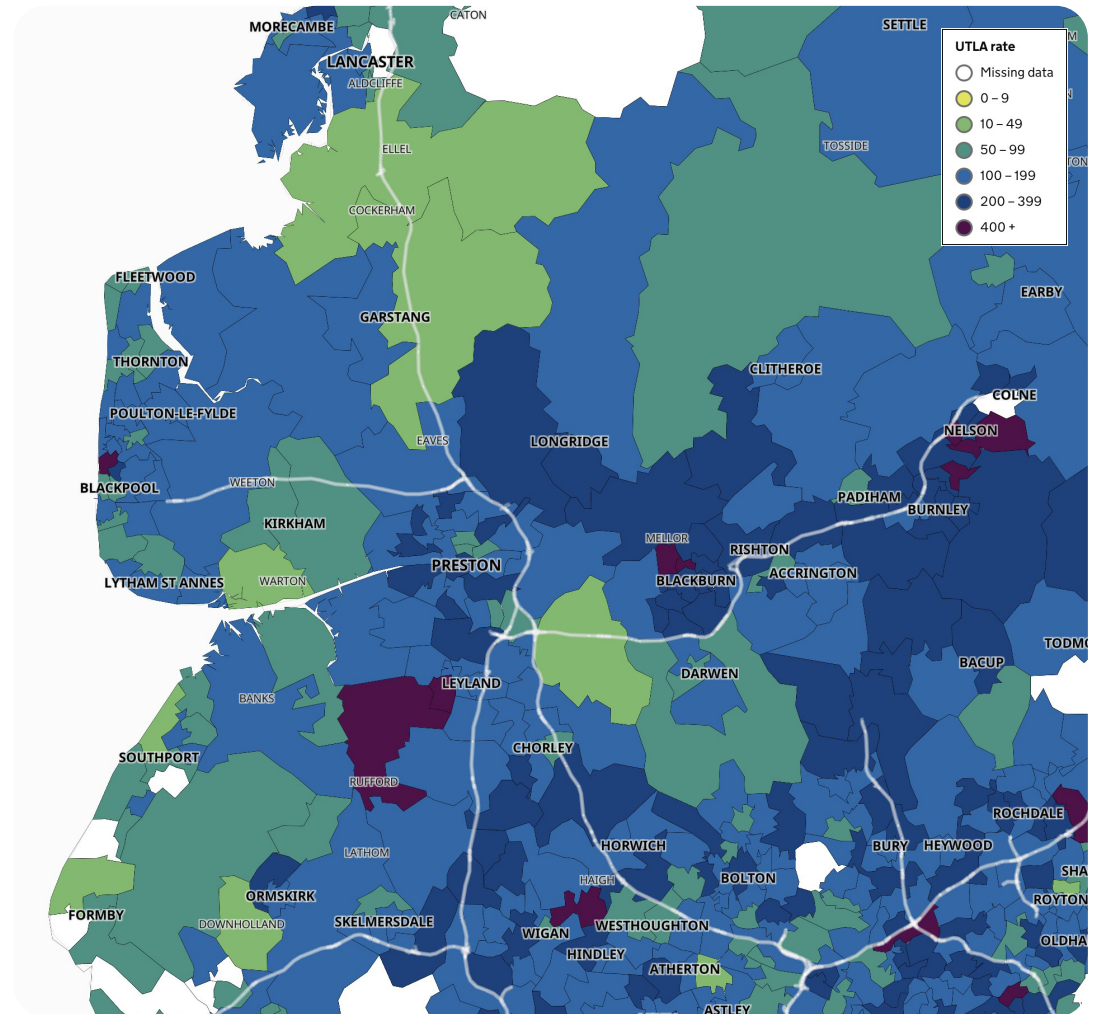 CATON
MORECAMBE
SETTLE
UTLA rate
Missing data
0 – 9
10 – 49
50 – 99
100 – 199
200 – 399
400 +
LANCASTER
ALDCLIFFE
ELLEL
TOSSIDE
COCKERHAM
FLEETWOOD
EARBY
GARSTANG
THORNTON
CLITHEROE
COLNE
POULTON-LE-FYLDE
NELSON
EAVES
LONGRIDGE
WEETON
BLACKPOOL
PADIHAM
BURNLEY
KIRKHAM
MELLOR
RISHTON
PRESTON
ACCRINGTON
LYTHAM ST ANNES
WARTON
BLACKBURN
BACUP
DARWEN
LEYLAND
BANKS
CHORLEY
SOUTHPORT
RUFFORD
ROCHDALE
HORWICH
BURY
HEYWOOD
LATHOM
SHA
BOLTON
HAIGH
ORMSKIRK
ROYTON
FORMBY
DOWNHOLLAND
SKELMERSDALE
WESTHOUGHTON
WIGAN
OLDHA
HINDLEY
ATHERTON
ASTLEY